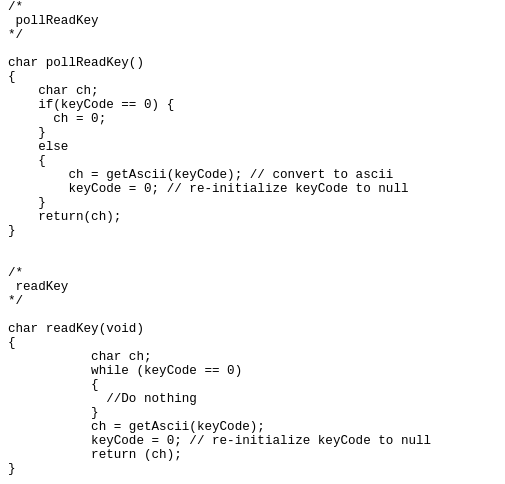 /*
 pollReadKey
*/

char pollReadKey()
{
    char ch;
    if(keyCode == 0) {
      ch = 0;
    }
    else
    {
        ch = getAscii(keyCode); // convert to ascii
        keyCode = 0; // re-initialize keyCode to null
    }
    return(ch);
}


/*
 readKey
*/

char readKey(void)
{
           char ch;
           while (keyCode == 0)
           {
             //Do nothing
           }
           ch = getAscii(keyCode);
           keyCode = 0; // re-initialize keyCode to null
           return (ch);
}